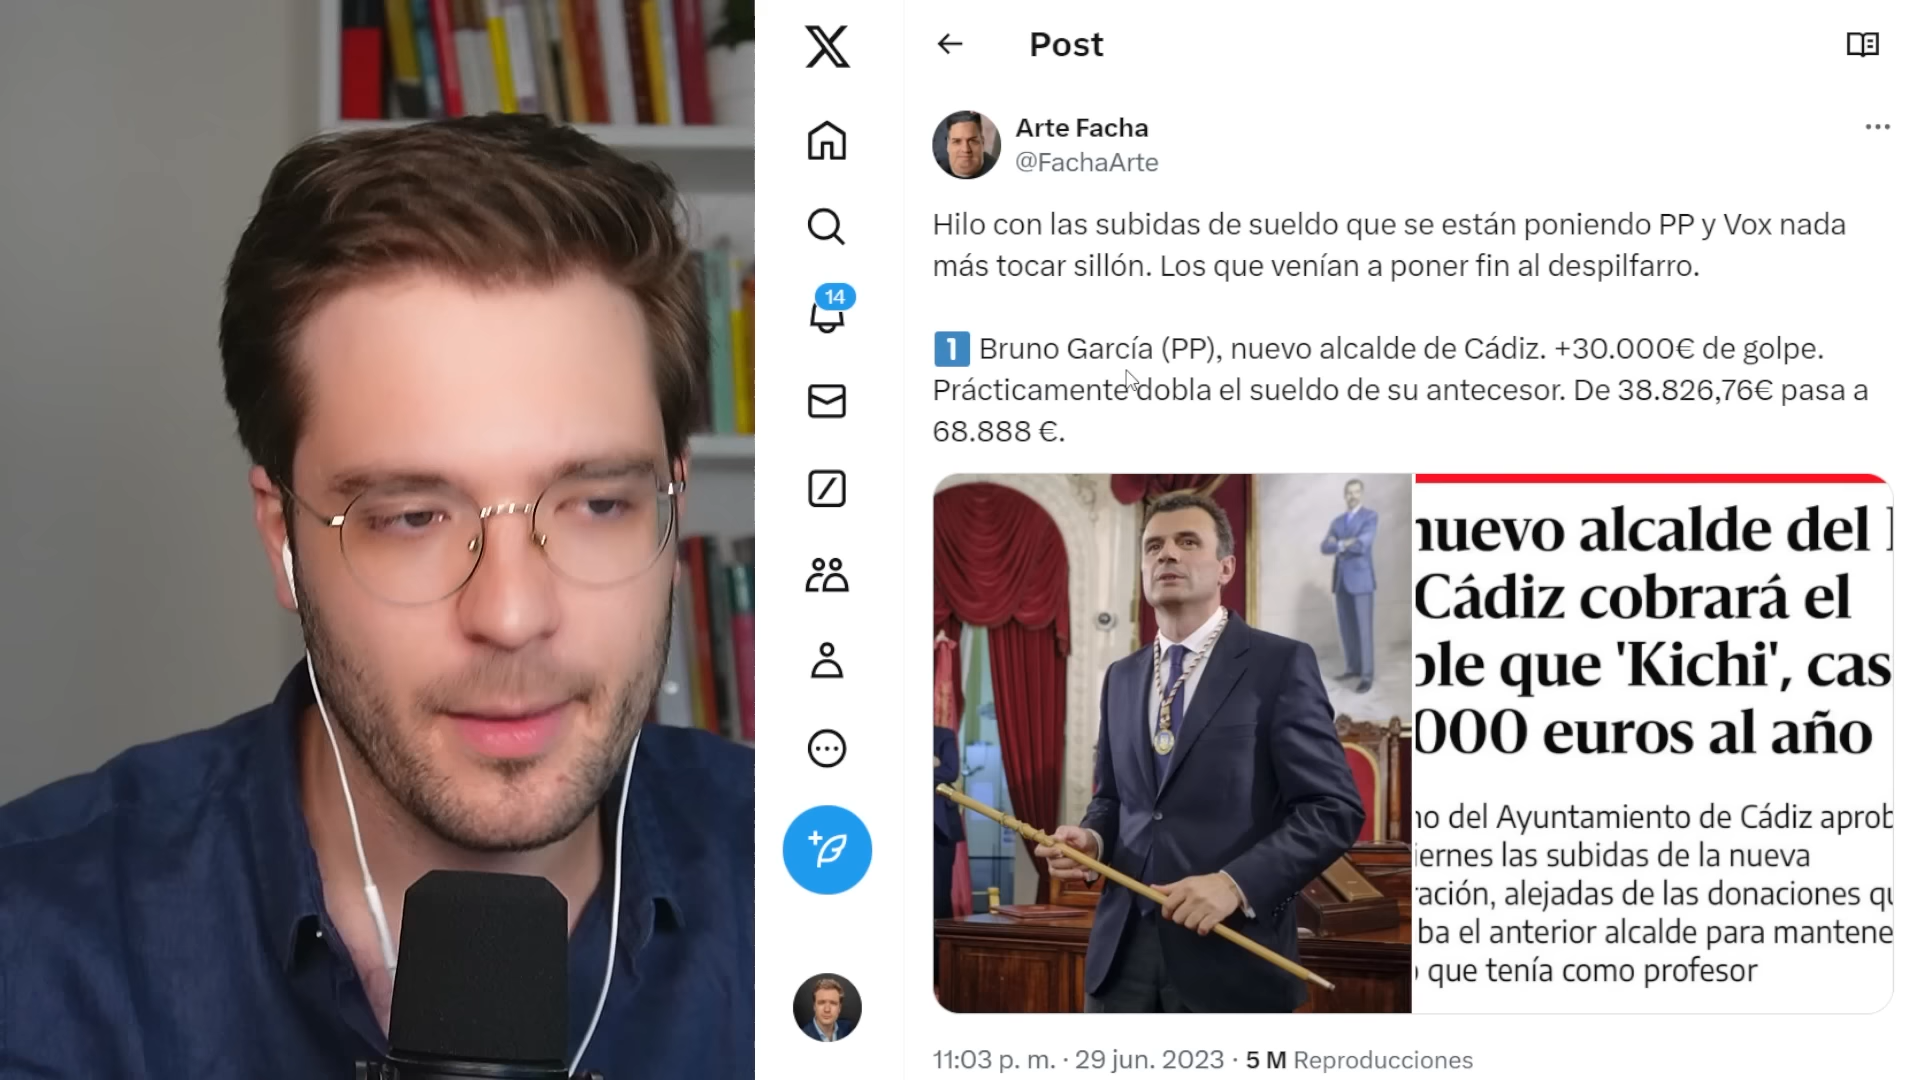 Post
Arte Facha
@FachaArte
Hilo con las subidas de sueldo que se están poniendo PP y Vox nada
más tocar sillón. Los que venían a poner fin al despilfarro.
1 Bruno García (PP), nuevo alcalde de Cádiz. +30.000€ de golpe.
Prácticamente dobla el sueldo de su antecesor. De 38.826,76€ pasa a
68.888 €.
14
nuevo alcalde del
Cádiz cobrará el
ble que 'Kichi', cas
000 euros al año
no del Ayuntamiento de Cádiz aprob
iernes las subidas de la nueva
ración, alejadas de las donaciones qu
ba el anterior alcalde para mantene
que tenía como profesor
11:03 p. m. · 29 jun. 2023 · 5 M Reproducciones